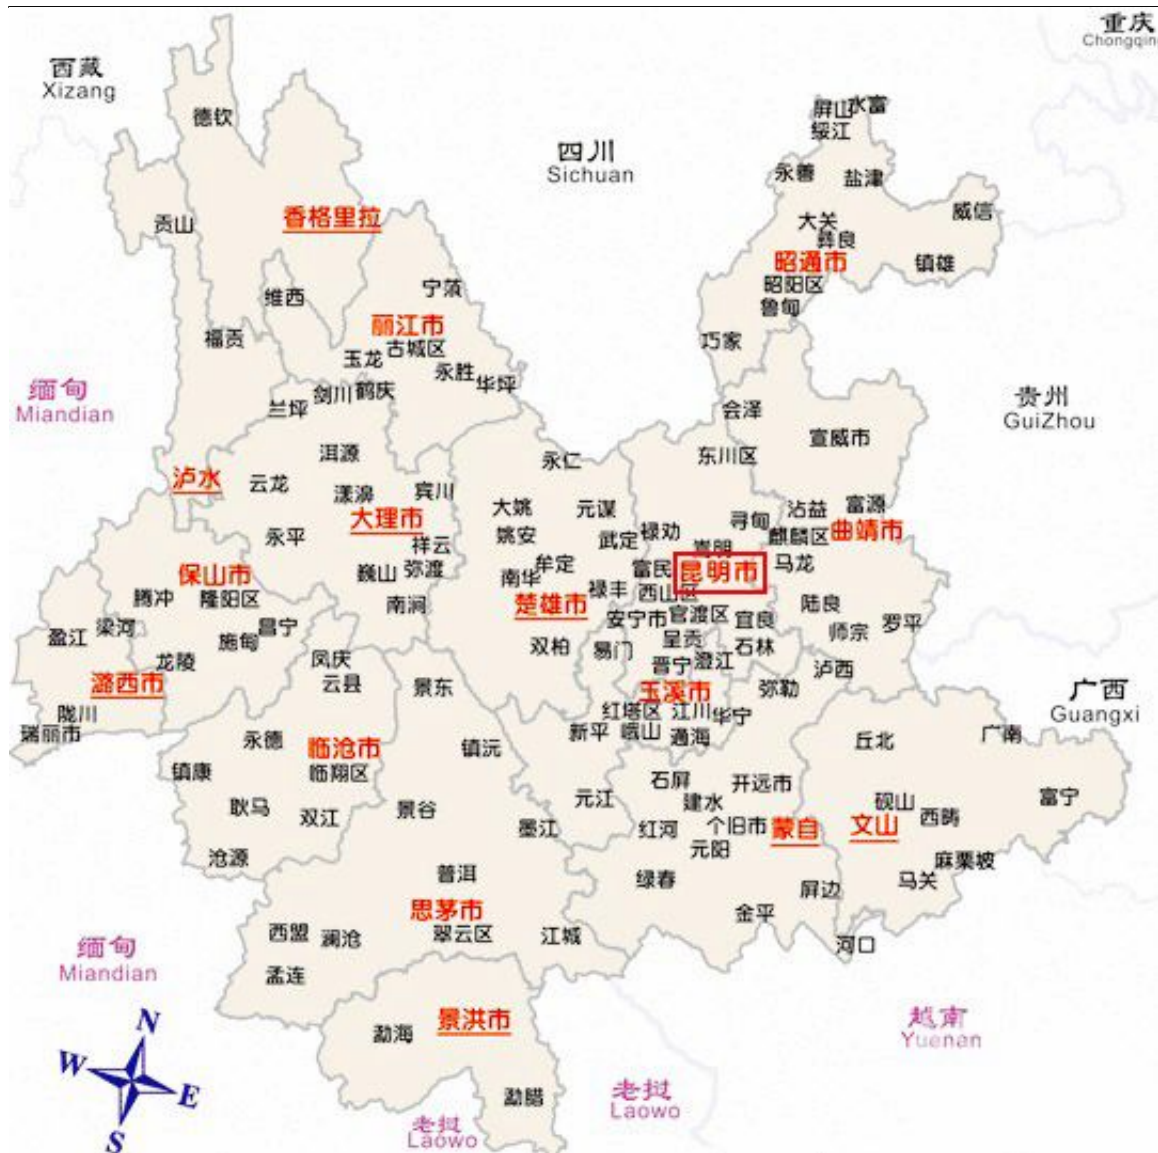 重庆
Chongqin
西藏
Xizang
德钦
屏山
水富
绥江
四川
Sichuan
永善
盐津
香格里拉
贡山
威信
大关
彝良
昭通市
镇雄
昭阳区
鲁甸
维西
宁蒗
丽江市
福贡
古城区
玉龙
巧家
永胜
华坪
缅甸
Miandian
剑川
鹤庆
兰坪
贵州
GuiZhou
会泽
宣威市
洱源
东川区
永仁
泸水
云龙
漾濞
宾川
大理市
大姚
元谋
沾益
富源
寻甸
曲靖市
永平
祥云
姚安
武定
禄劝
嵩明
麒麟区
保山市
巍山
弥渡
南华
牟定
富民
昆明市
马龙
腾冲
隆阳区
南涧
楚雄市
禄丰
西山区
官渡区
宜良
陆良
盈江
梁河
施甸
昌宁
安宁市
呈贡
师宗
罗平
龙陵
凤庆
双柏
易门
晋宁
澄江
石林
泸西
潞西市
云县
景东
玉溪市
弥勒
广西
Guangxi
陇川
瑞丽市
红塔区
江川
华宁
永德
临沧市
镇沅
新平
峨山
通海
丘北
广南
镇康
临翔区
石屏
开远市
耿马
双江
景谷
元江
建水
砚山
富宁
墨江
红河
个旧市
蒙自
文山
西畴
沧源
元阳
麻栗坡
普洱
绿春
屏边
马关
思茅市
金平
西盟
澜沧
翠云区
江城
河口
缅甸
Miandian
孟连
勐海
景洪市
越南
Yuenan
N
W
E
S
勐腊
老挝
Laowo
老挝
Laowo